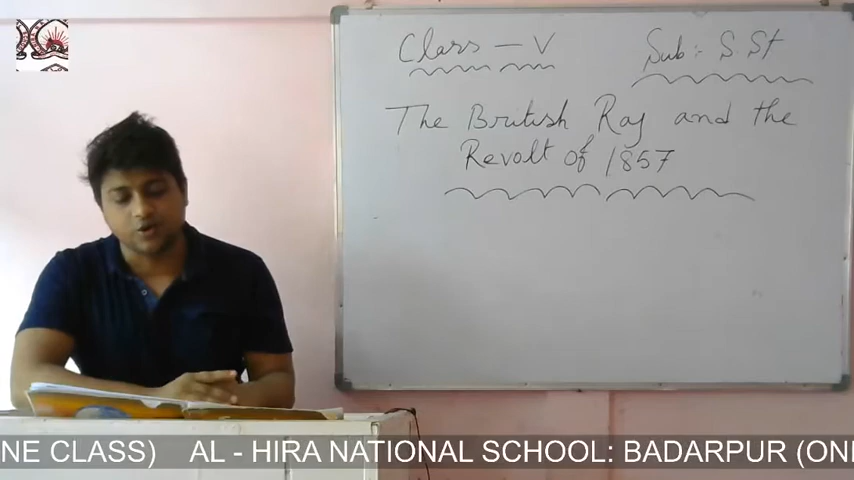 Class - V
Sub:- S.St
The British Raj and the
Revolt of 1857
NE CLASS) AL - HIRA NATIONAL SCHOOL: BADARPUR (ONI